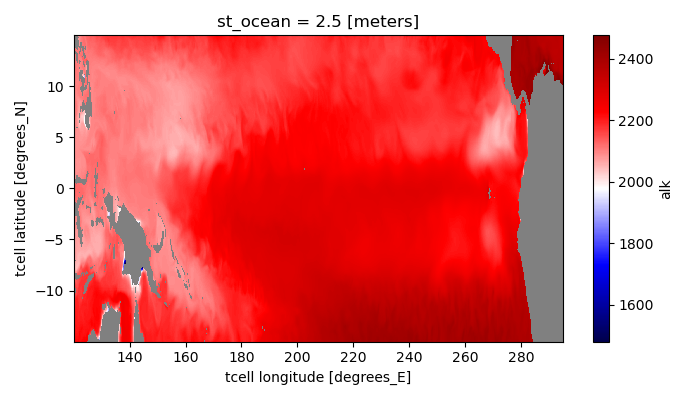 st_ocean = 2.5 [meters]
10
5
0
−5
−10
tcell latitude [degrees_N]
140 160 180 200 220 240 260 280
tcell longitude [degrees_E]
2400
2200
2000
1800
1600
alk